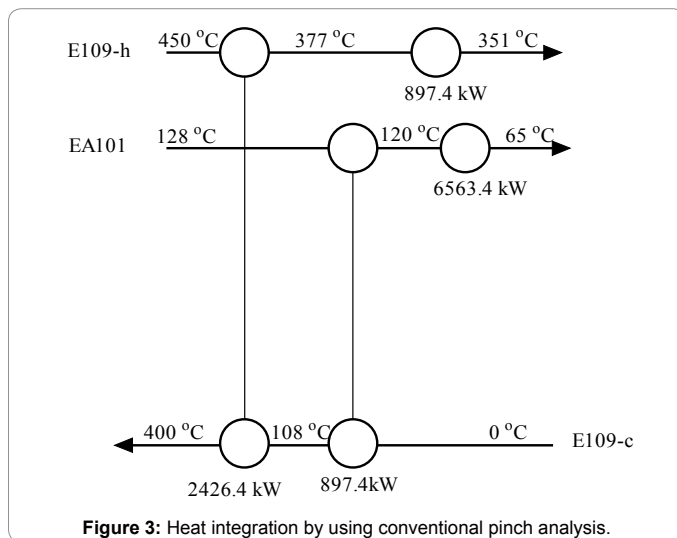 E109-h 450 °C 377 °C 351 °C
897.4 kW
EA101 128 °C 120 °C 65 °C
6563.4 kW
400 °C 108 °C 0 °C E109-c
2426.4 kW 897.4kW
Figure 3: Heat integration by using conventional pinch analysis.